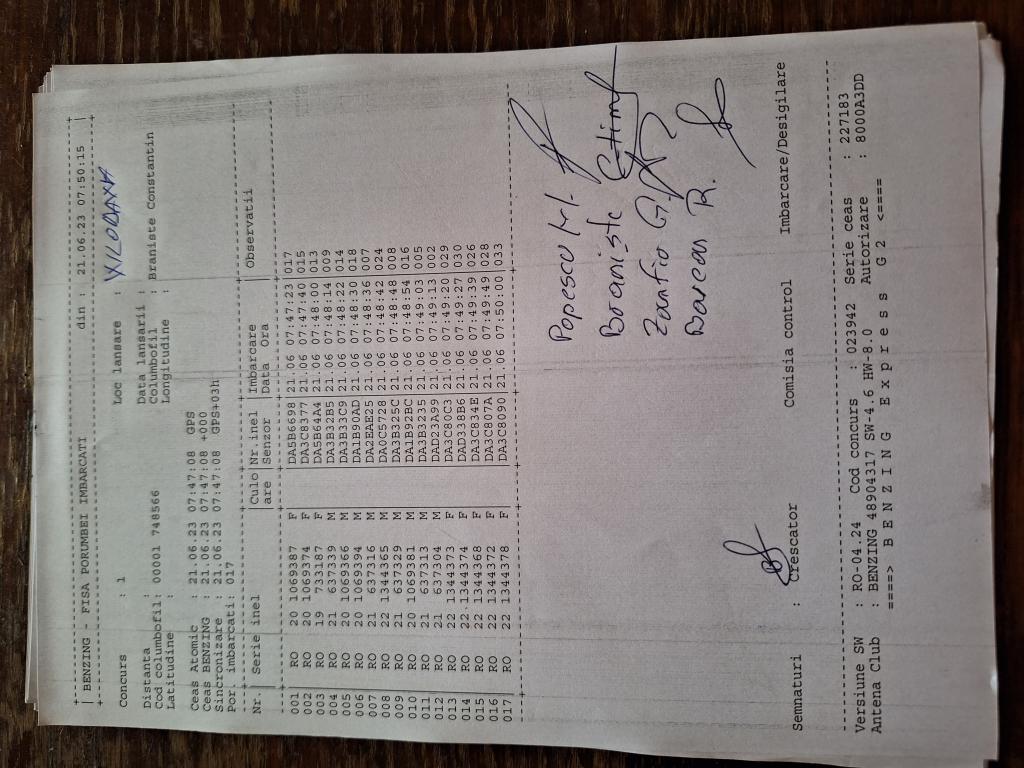 BENZING - FISA PORUMBEI IMBARCATI din : 21.06.23 07:50:15
Concurs : 1 Loc lansare : XILODAXA
Distanta : Data lansarii :
Cod columbofil: 00001 748566 Columbofil : Braniste Constantin
Latitudine: : Longitudine :
Ceas Atomic : 21.06.23 07:47:08 GPS
Ceas BENZING : 21.06.23 07:47:08 +000
Sincronizare : 21.06.23 07:47:08 GPS+03h
Por. imbarcati: 017
Nr. Serie inel Culo Nr.inel Imbarcare Observatii
are Senzor Data Ora
001 RO 20 1069387 F DA5B6698 21.06 07:47:23 017
002 RO 20 1069374 F DA3C8377 21.06 07:47:40 015
003 RO 19 733187 F DA5B64A4 21.06 07:48:00 013
004 RO 21 637339 M DA3B32B5 21.06 07:48:14 009
005 RO 20 1069366 M DA3B33C9 21.06 07:48:22 014
006 RO 20 1069394 M DA1B90AD 21.06 07:48:30 018
007 RO 21 637316 M DA2EAE25 21.06 07:48:36 007
008 RO 22 1344365 M DA0C5728 21.06 07:48:42 024
009 RO 21 637329 M DA3B325C 21.06 07:48:48 008
010 RO 20 1069381 M DA1B92BC 21.06 07:48:54 016
011 RO 21 637313 M DA1B3235 21.06 07:49:03 005
012 RO 21 637304 M DAD27A99 21.06 07:49:13 002
013 RO 22 1344373 F DA3C80C3 21.06 07:49:20 029
014 RO 22 1344374 F DAD338B6 21.06 07:49:27 030
015 RO 22 1344368 F DA3C834E 21.06 07:49:39 026
016 RO 22 1344372 F DA3C807A 21.06 07:49:49 028
017 RO 22 1344378 F DA3C8090 21.06 07:50:00 033
Popescu M.
Braniste
Zanfir G.
Barcan R.
Semnaturi : Crescator Comisia control Imbarcare/Desigilare
Versiune SW : RO-04.24 Cod concurs : 023942 Serie ceas : 227183
Antena Club : BENZING 48904317 SW-4.6 HW-8.0 Autorizare : 8000A3DD
====> B E N Z I N G E x p r e s s G 2 <====